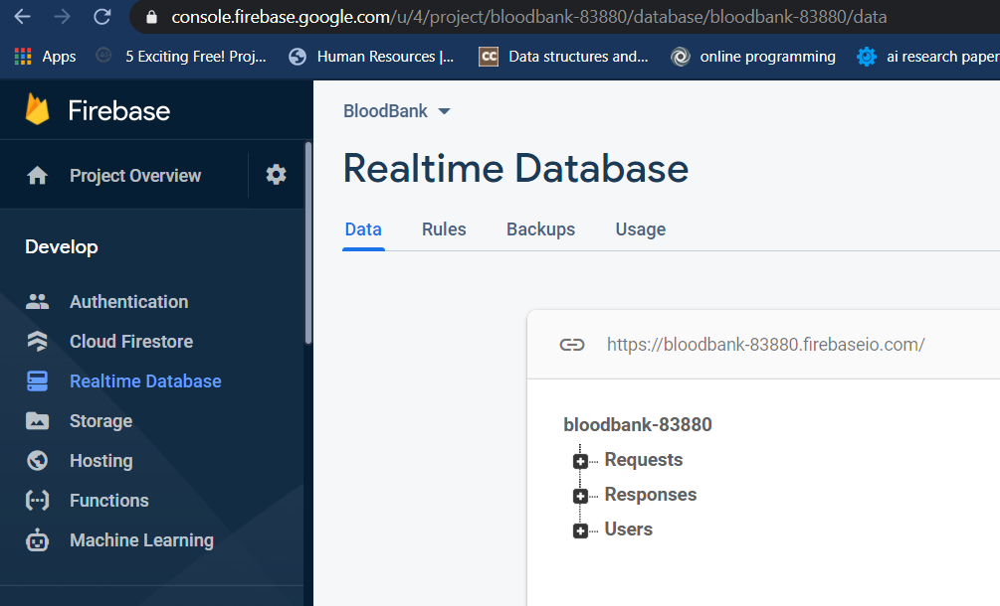 console.firebase.google.com/u/4/project/bloodbank-83880/database/bloodbank-83880/data
Apps 5 Exciting Free! Proj... Human Resources |... CC Data structures and... online programming ai research paper
Firebase
Project Overview
Develop
Authentication
Cloud Firestore
Realtime Database
Storage
Hosting
Functions
Machine Learning
BloodBank
Realtime Database
Data Rules Backups Usage
https://bloodbank-83880.firebaseio.com/
bloodbank-83880
Requests
Responses
Users